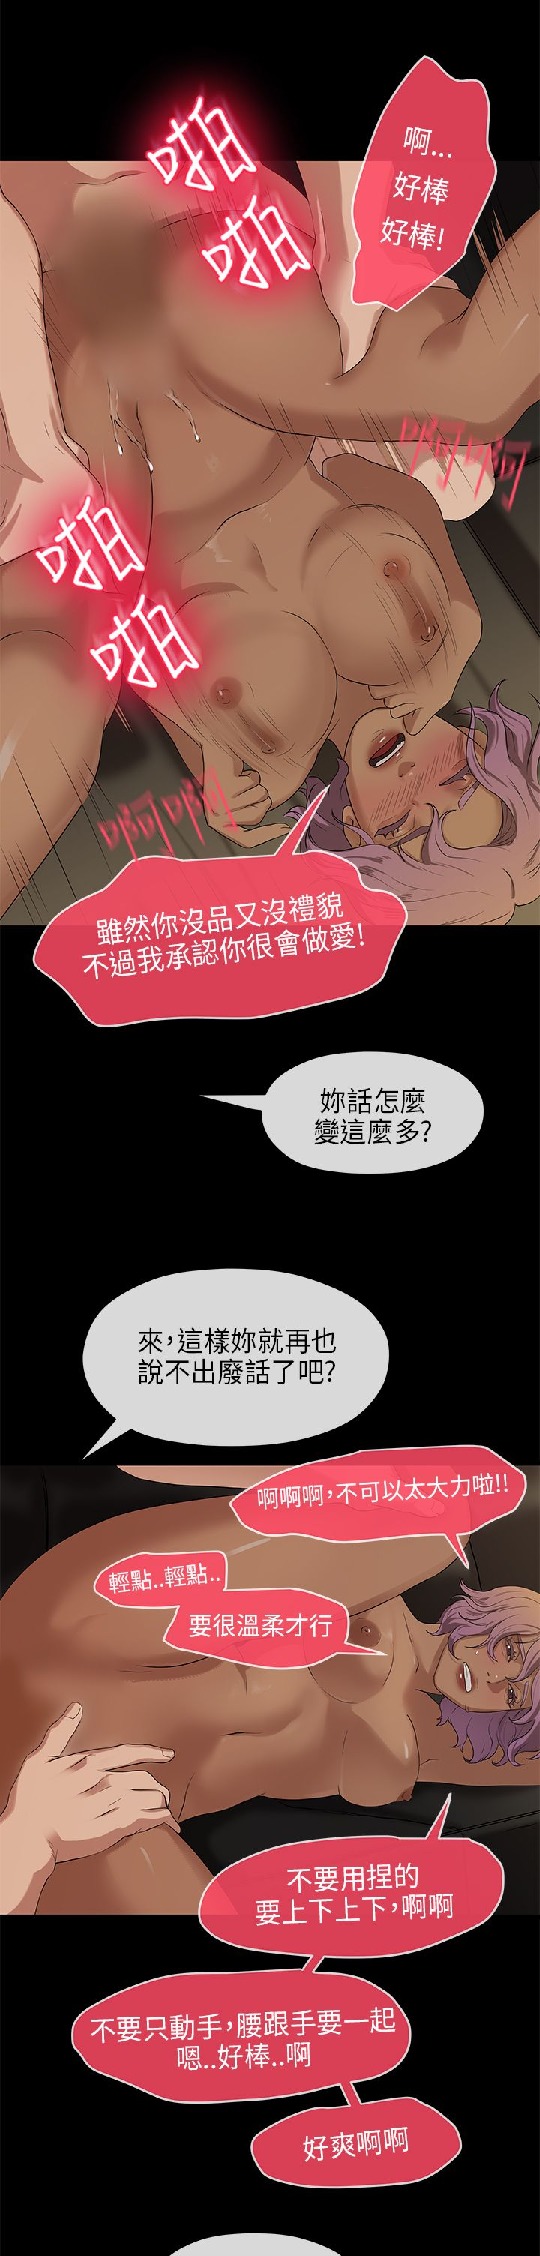 啪
啪
啊...
好棒
好棒!
啊啊
啪
啪
啊啊
雖然你沒品又沒禮貌
不過我承認你很會做愛!
妳話怎麼
變這麼多?
來,這樣妳就再也
說不出廢話了吧?
啊啊啊,不可以太大力啦!!
輕點..輕點..
要很溫柔才行
不要用捏的
要上下上下,啊啊
不要只動手,腰跟手要一起
嗯..好棒..啊
好爽啊啊